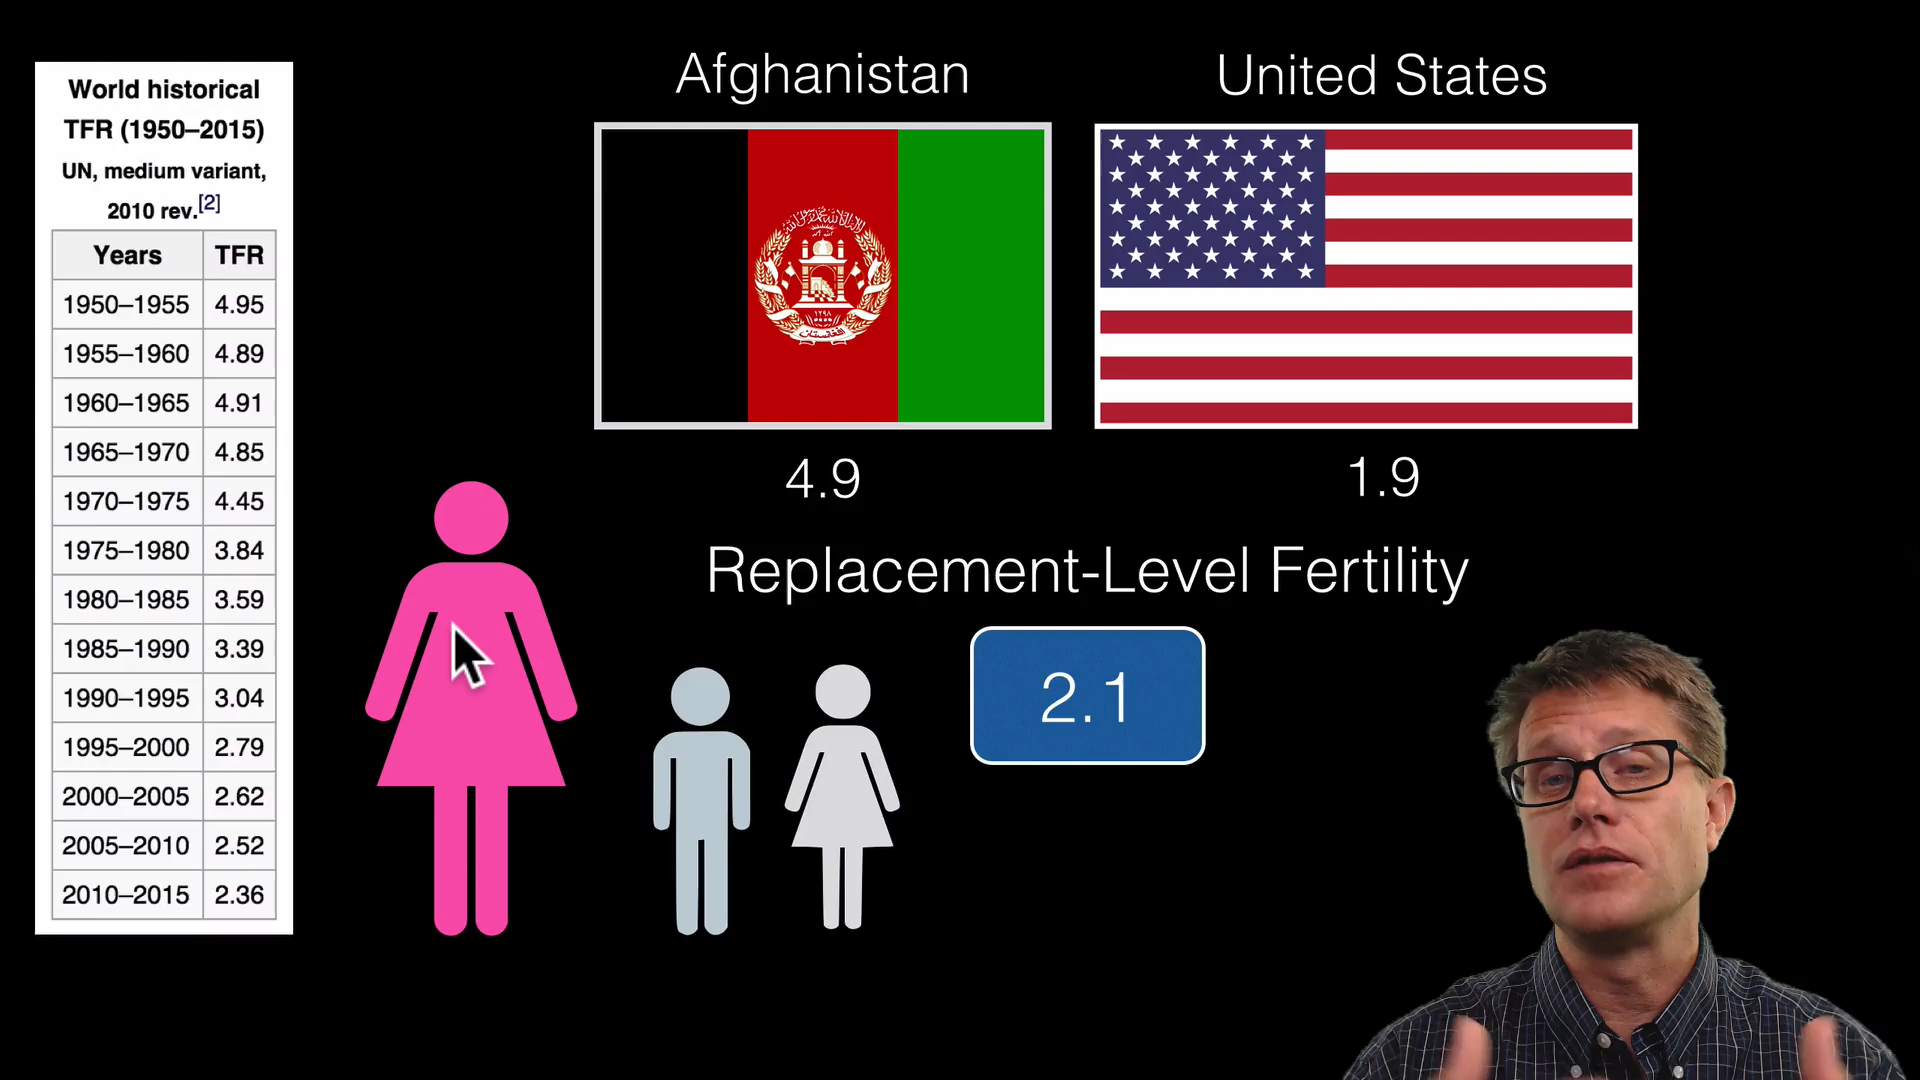 World historical
TFR (1950–2015)
UN, medium variant,
2010 rev.[2]
Years TFR
1950–1955 4.95
1955–1960 4.89
1960–1965 4.91
1965–1970 4.85
1970–1975 4.45
1975–1980 3.84
1980–1985 3.59
1985–1990 3.39
1990–1995 3.04
1995–2000 2.79
2000–2005 2.62
2005–2010 2.52
2010–2015 2.36
Afghanistan
United States
١٢٩٨
افغانستان
4.9
1.9
Replacement-Level Fertility
2.1